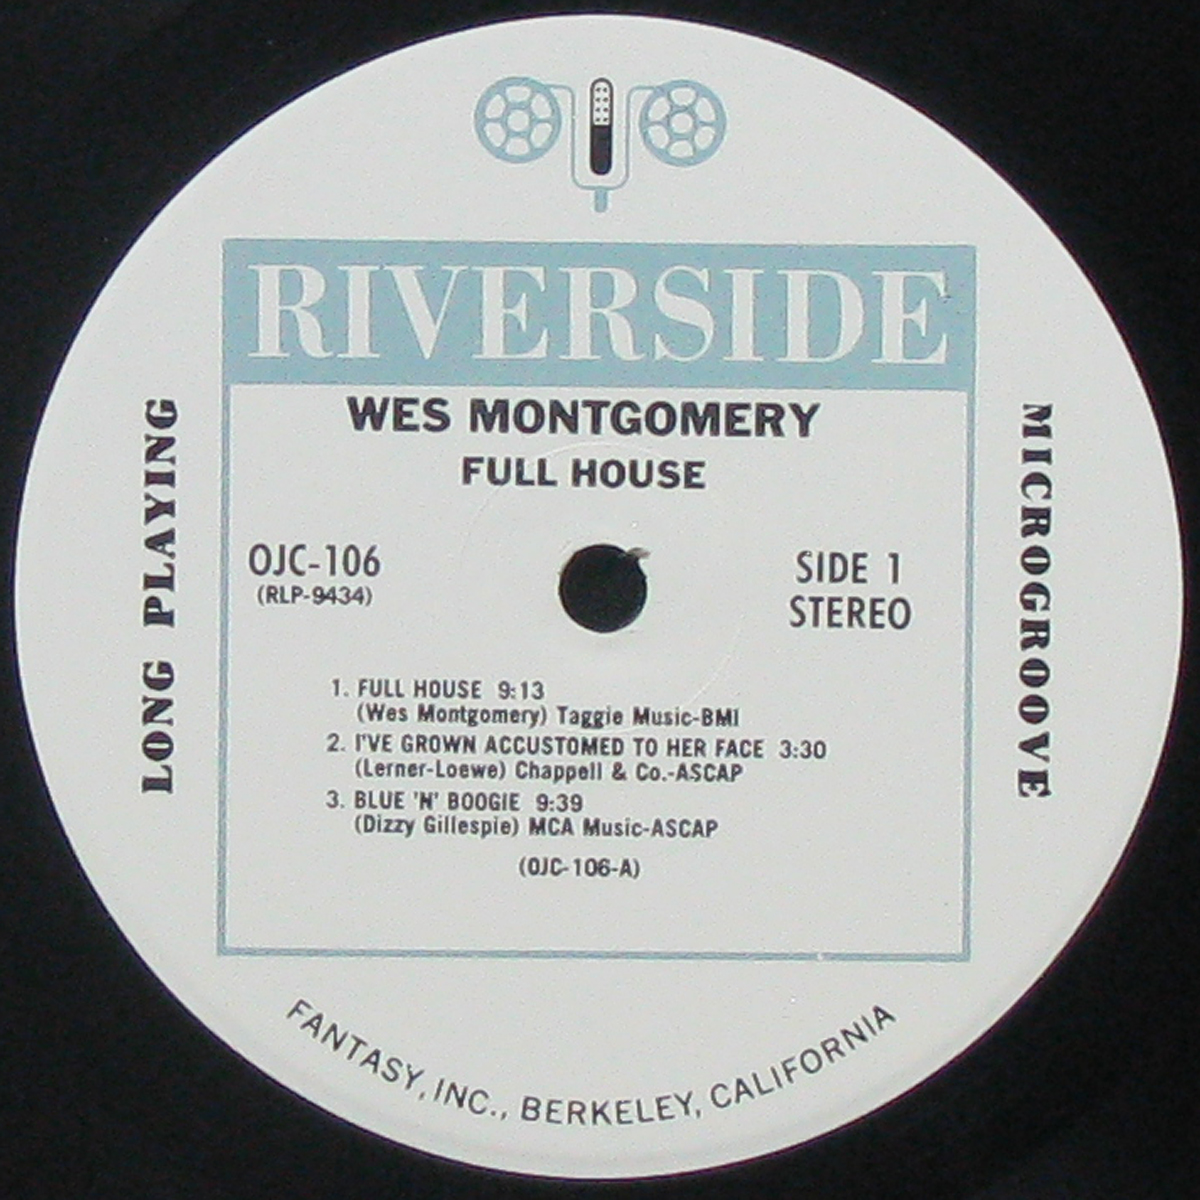 RIVERSIDE
WES MONTGOMERY
FULL HOUSE
LONG PLAYING
MICROGROOVE
OJC-106
(RLP-9434)
SIDE 1
STEREO
1. FULL HOUSE 9:13
(Wes Montgomery) Taggie Music-BMI
2. I'VE GROWN ACCUSTOMED TO HER FACE 3:30
(Lerner-Loewe) Chappell & Co.-ASCAP
3. BLUE 'N' BOOGIE 9:39
(Dizzy Gillespie) MCA Music-ASCAP
(OJC-106-A)
FANTASY, INC., BERKELEY, CALIFORNIA